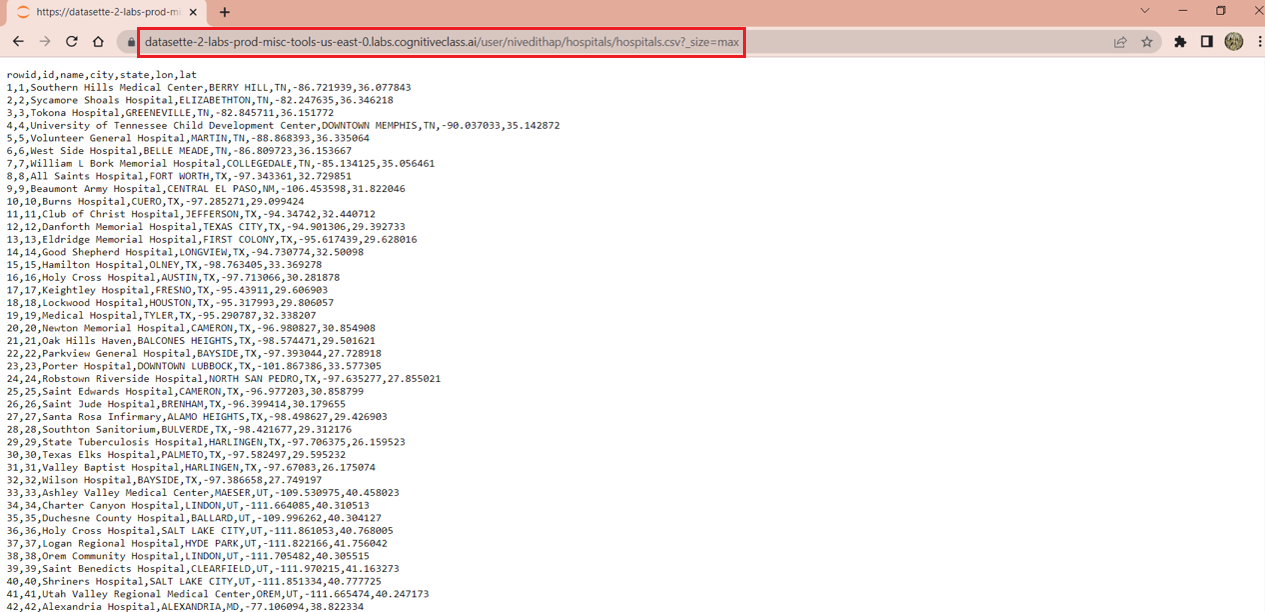 https://datasette-2-labs-prod-mi
datasette-2-labs-prod-misc-tools-us-east-0.labs.cognitiveclass.ai/user/nivedithap/hospitals/hospitals.csv?_size=max
rowid,id,name,city,state,lon,lat
1,1,Southern Hills Medical Center,BERRY HILL,TN,-86.721939,36.077843
2,2,Sycamore Shoals Hospital,ELIZABETHTON,TN,-82.247635,36.346218
3,3,Tokona Hospital,GREENEVILLE,TN,-82.845711,36.151772
4,4,University of Tennessee Child Development Center,DOWNTOWN MEMPHIS,TN,-90.037033,35.142872
5,5,Volunteer General Hospital,MARTIN,TN,-88.868393,36.335064
6,6,West Side Hospital,BELLE MEADE,TN,-86.809723,36.153667
7,7,William L Bork Memorial Hospital,COLLEGEDALE,TN,-85.134125,35.056461
8,8,All Saints Hospital,FORT WORTH,TX,-97.343361,32.729851
9,9,Beaumont Army Hospital,CENTRAL EL PASO,NM,-106.453598,31.822046
10,10,Burns Hospital,CUERO,TX,-97.285271,29.099424
11,11,Club of Christ Hospital,JEFFERSON,TX,-94.34742,32.440712
12,12,Danforth Memorial Hospital,TEXAS CITY,TX,-94.901306,29.392733
13,13,Eldridge Memorial Hospital,FIRST COLONY,TX,-95.617439,29.628016
14,14,Good Shepherd Hospital,LONGVIEW,TX,-94.730774,32.50098
15,15,Hamilton Hospital,OLNEY,TX,-98.763405,33.369278
16,16,Holy Cross Hospital,AUSTIN,TX,-97.713066,30.281878
17,17,Keightley Hospital,FRESNO,TX,-95.43911,29.606903
18,18,Lockwood Hospital,HOUSTON,TX,-95.317993,29.806057
19,19,Medical Hospital,TYLER,TX,-95.290787,32.338207
20,20,Newton Memorial Hospital,CAMERON,TX,-96.980827,30.854908
21,21,Oak Hills Haven,BALCONES HEIGHTS,TX,-98.574471,29.501621
22,22,Parkview General Hospital,BAYSIDE,TX,-97.393044,27.728918
23,23,Porter Hospital,DOWNTOWN LUBBOCK,TX,-101.867386,33.577305
24,24,Robstown Riverside Hospital,NORTH SAN PEDRO,TX,-97.635277,27.855021
25,25,Saint Edwards Hospital,CAMERON,TX,-96.977203,30.858799
26,26,Saint Jude Hospital,BRENHAM,TX,-96.399414,30.179655
27,27,Santa Rosa Infirmary,ALAMO HEIGHTS,TX,-98.498627,29.426903
28,28,Southton Sanitorium,BULVERDE,TX,-98.421677,29.312176
29,29,State Tuberculosis Hospital,HARLINGEN,TX,-97.706375,26.159523
30,30,Texas Elks Hospital,PALMETO,TX,-97.582497,29.595232
31,31,Valley Baptist Hospital,HARLINGEN,TX,-97.67083,26.175074
32,32,Wilson Hospital,BAYSIDE,TX,-97.386658,27.749197
33,33,Ashley Valley Medical Center,MAESER,UT,-109.530975,40.458023
34,34,Charter Canyon Hospital,LINDON,UT,-111.664085,40.310513
35,35,Duchesne County Hospital,BALLARD,UT,-109.996262,40.304127
36,36,Holy Cross Hospital,SALT LAKE CITY,UT,-111.861053,40.768005
37,37,Logan Regional Hospital,HYDE PARK,UT,-111.822166,41.756042
38,38,Orem Community Hospital,LINDON,UT,-111.705482,40.305515
39,39,Saint Benedicts Hospital,CLEARFIELD,UT,-111.970215,41.163273
40,40,Shriners Hospital,SALT LAKE CITY,UT,-111.851334,40.777725
41,41,Utah Valley Regional Medical Center,OREM,UT,-111.665474,40.247173
42,42,Alexandria Hospital,ALEXANDRIA,MD,-77.106094,38.822334